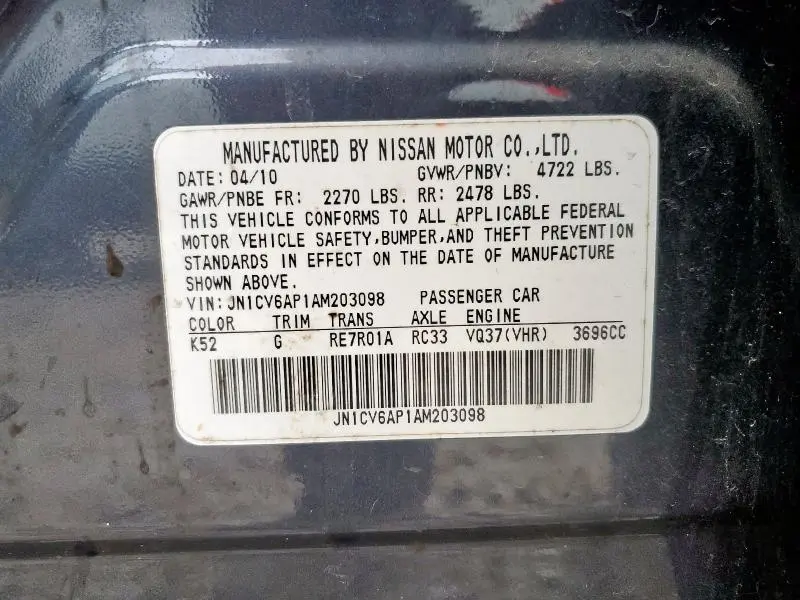 MANUFACTURED BY NISSAN MOTOR CO.,LTD.
DATE: 04/10 GVWR/PNBV: 4722 LBS.
GAWR/PNBE FR: 2270 LBS. RR: 2478 LBS.
THIS VEHICLE CONFORMS TO ALL APPLICABLE FEDERAL
MOTOR VEHICLE SAFETY,BUMPER,AND THEFT PREVENTION
STANDARDS IN EFFECT ON THE DATE OF MANUFACTURE
SHOWN ABOVE.
VIN:JN1CV6AP1AM203098 PASSENGER CAR
COLOR TRIM TRANS AXLE ENGINE
K52 G RE7R01A RC33 VQ37(VHR) 3696CC
JN1CV6AP1AM203098